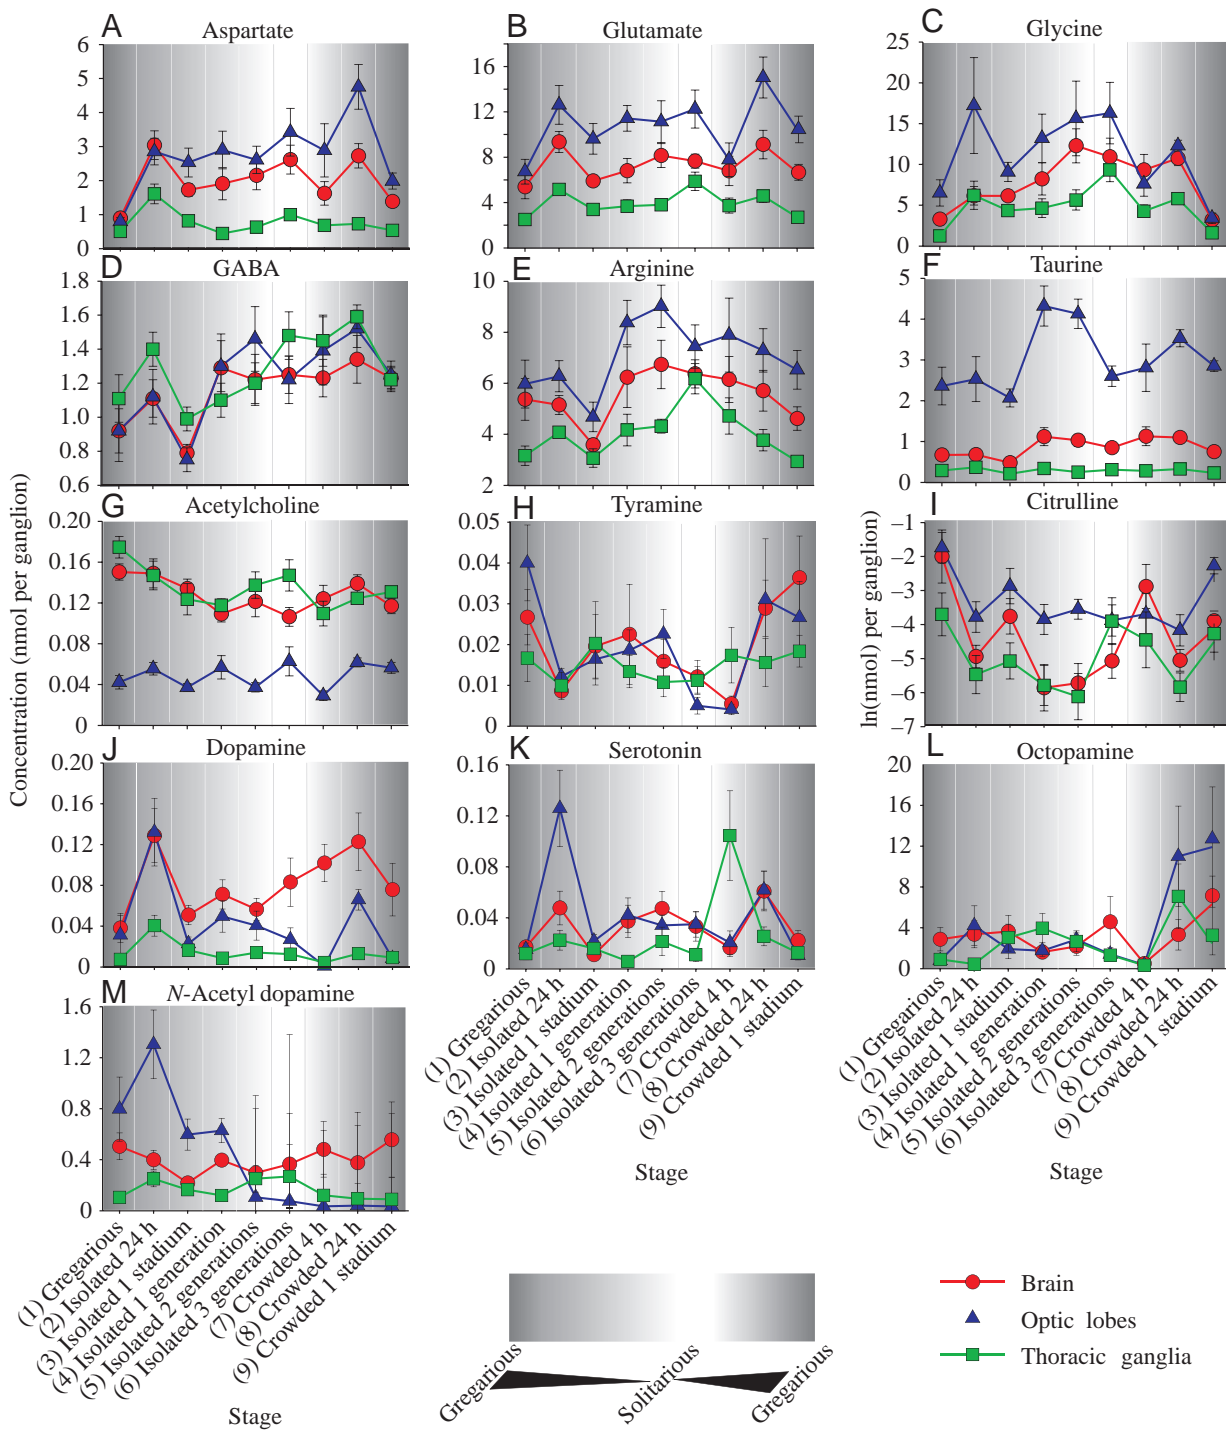 A
Aspartate
6
5
4
3
2
1
0
B
Glutamate
16
12
8
4
0
C
Glycine
25
20
15
10
5
0
D
GABA
1.8
1.6
1.4
1.2
1.0
0.8
0.6
E
Arginine
10
8
6
4
2
F
Taurine
5
4
3
2
1
0
Concentration (nmol per ganglion)
G
Acetylcholine
0.20
0.16
0.12
0.08
0.04
0
H
Tyramine
0.05
0.04
0.03
0.02
0.01
0
ln(nmol) per ganglion)
I
Citrulline
–1
–2
–3
–4
–5
–6
–7
J
Dopamine
0.20
0.16
0.12
0.08
0.04
0
K
Serotonin
0.16
0.12
0.08
0.04
0
L
Octopamine
20
16
12
8
4
0
M
N-Acetyl dopamine
1.6
1.2
0.8
0.4
0
(1) Gregarious
(2) Isolated 24 h
(3) Isolated 1 stadium
(4) Isolated 1 generation
(5) Isolated 2 generations
(6) Isolated 3 generations
(7) Crowded 4 h
(8) Crowded 24 h
(9) Crowded 1 stadium
Stage
(1) Gregarious
(2) Isolated 24 h
(3) Isolated 1 stadium
(4) Isolated 1 generation
(5) Isolated 2 generations
(6) Isolated 3 generations
(7) Crowded 4 h
(8) Crowded 24 h
(9) Crowded 1 stadium
Stage
(1) Gregarious
(2) Isolated 24 h
(3) Isolated 1 stadium
(4) Isolated 1 generation
(5) Isolated 2 generations
(6) Isolated 3 generations
(7) Crowded 4 h
(8) Crowded 24 h
(9) Crowded 1 stadium
Stage
Gregarious
Solitarious
Gregarious
Brain
Optic lobes
Thoracic ganglia